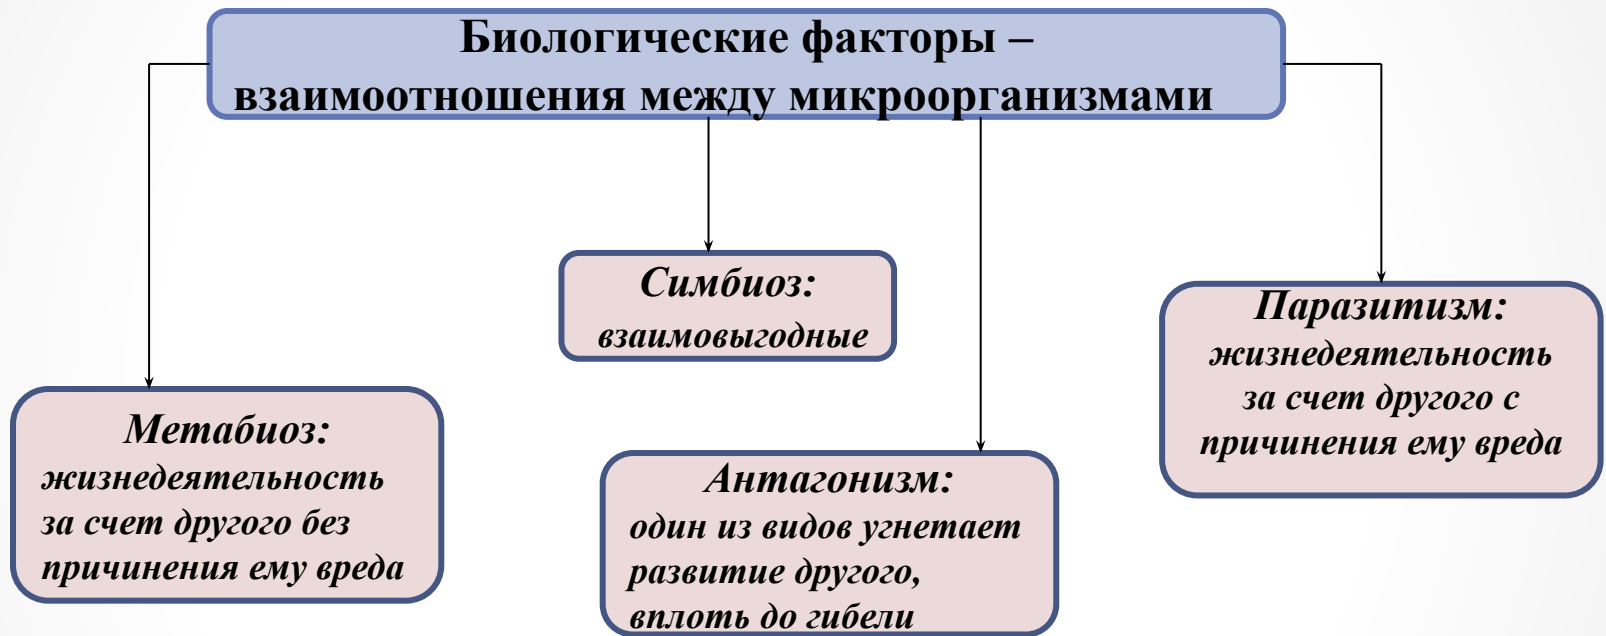 Биологические факторы –
взаимоотношения между микроорганизмами
Симбиоз:
взаимовыгодные
Паразитизм:
жизнедеятельность
за счет другого с
причинения ему вреда
Метабиоз:
жизнедеятельность
за счет другого без
причинения ему вреда
Антагонизм:
один из видов угнетает
развитие другого,
вплоть до гибели